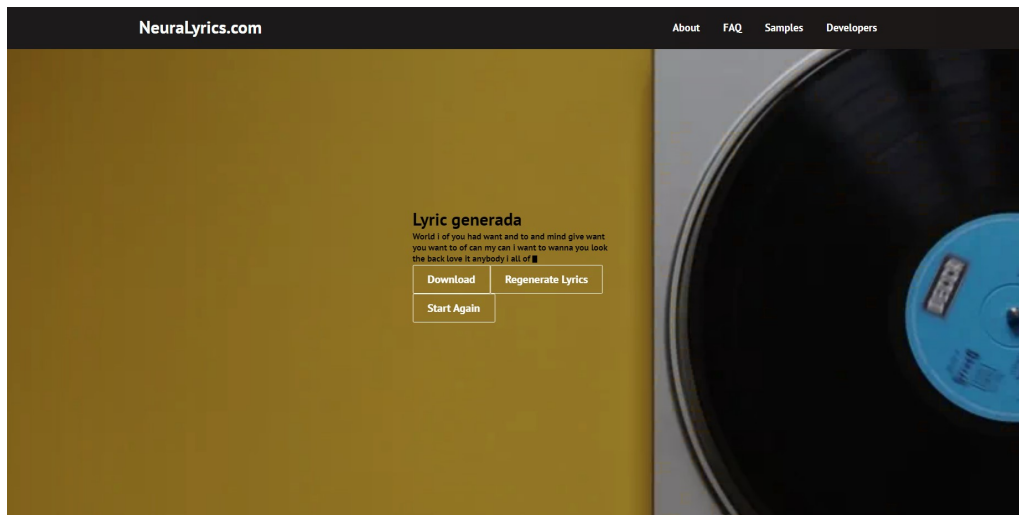 NeuraLyrics.com
About FAQ Samples Developers
Lyric generada
World i of you had want and to and mind give want
you want to of can my can i want to wanna you look
the back love it anybody i all of
Download Regenerate Lyrics
Start Again